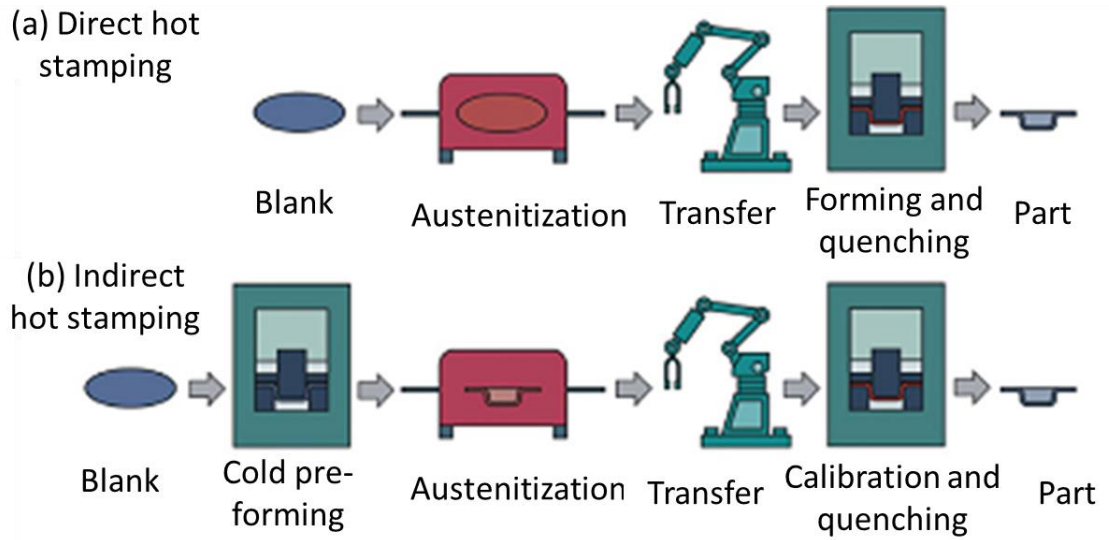 (a) Direct hot
stamping
Blank
Austenitization
Transfer
Forming and
quenching
Part
(b) Indirect
hot stamping
Blank
Cold pre-
forming
Austenitization
Transfer
Calibration and
quenching
Part